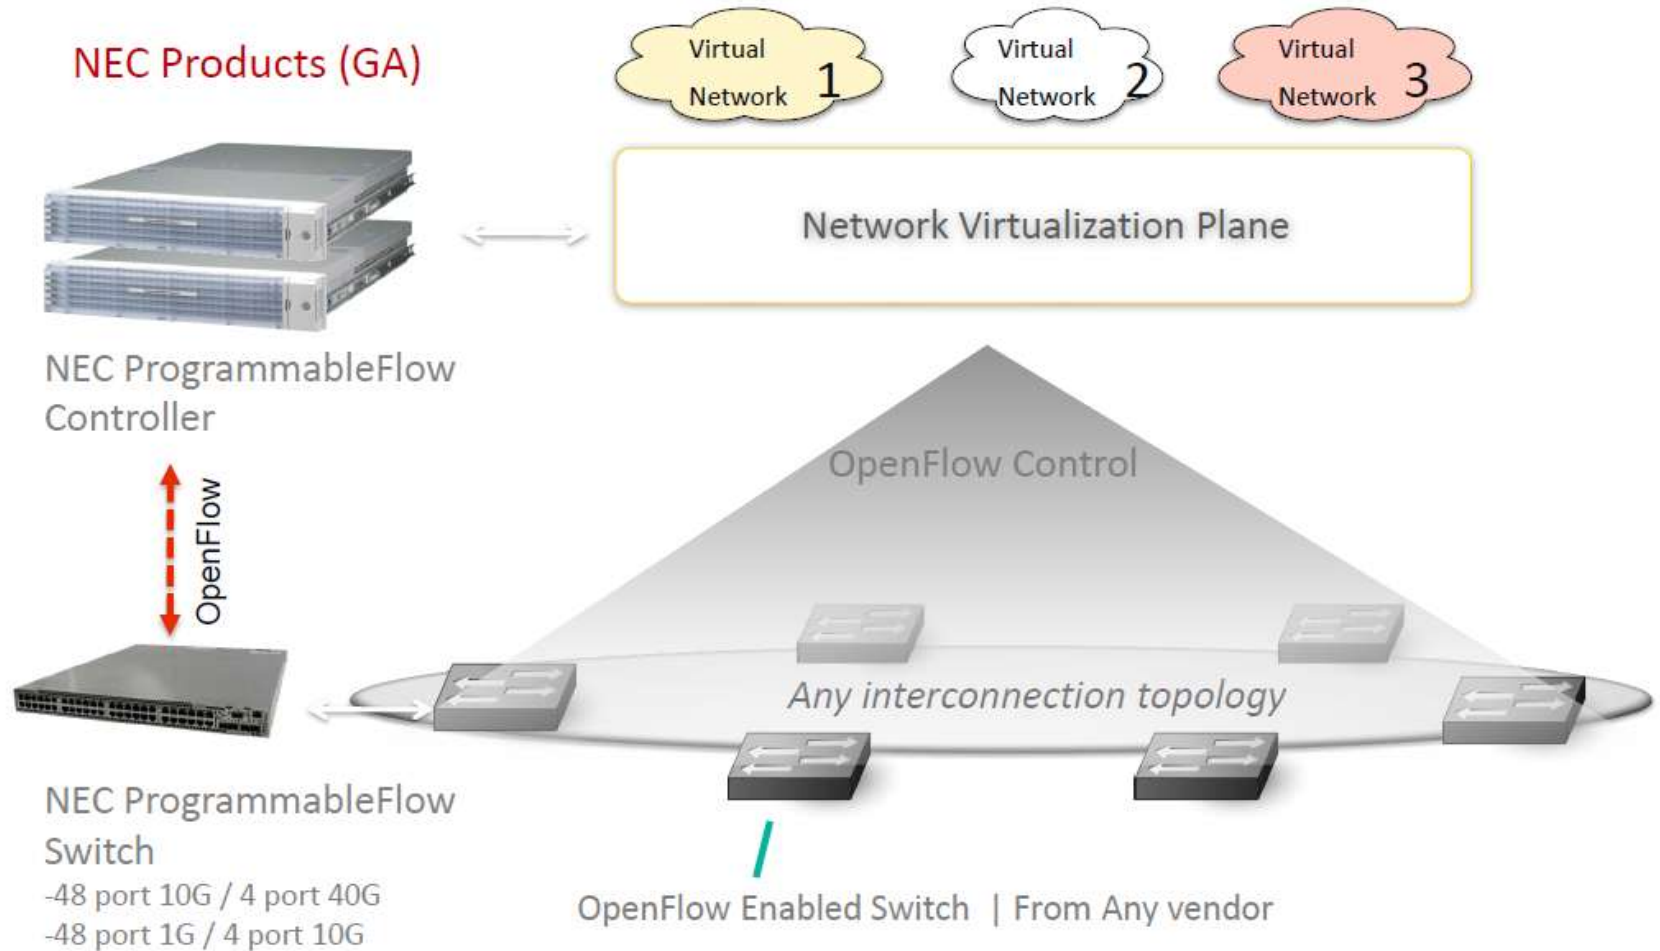 NEC Products (GA)
Virtual
Network 1
Virtual
Network 2
Virtual
Network 3
Network Virtualization Plane
NEC ProgrammableFlow
Controller
OpenFlow Control
OpenFlow
Any interconnection topology
NEC ProgrammableFlow
Switch
-48 port 10G / 4 port 40G
-48 port 1G / 4 port 10G
OpenFlow Enabled Switch | From Any vendor